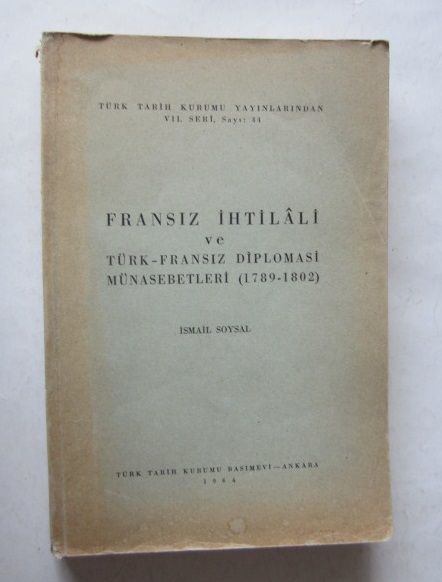 TÜRK TARİH KURUMU YAYINLARINDAN
VII. SERİ, Sayı: 44
FRANSIZ İHTİLÂLİ
ve
TÜRK-FRANSIZ DİPLOMASİ
MÜNASEBETLERİ (1789-1802)
İSMAİL SOYSAL
TÜRK TARİH KURUMU BASIMEVİ—ANKARA
1964